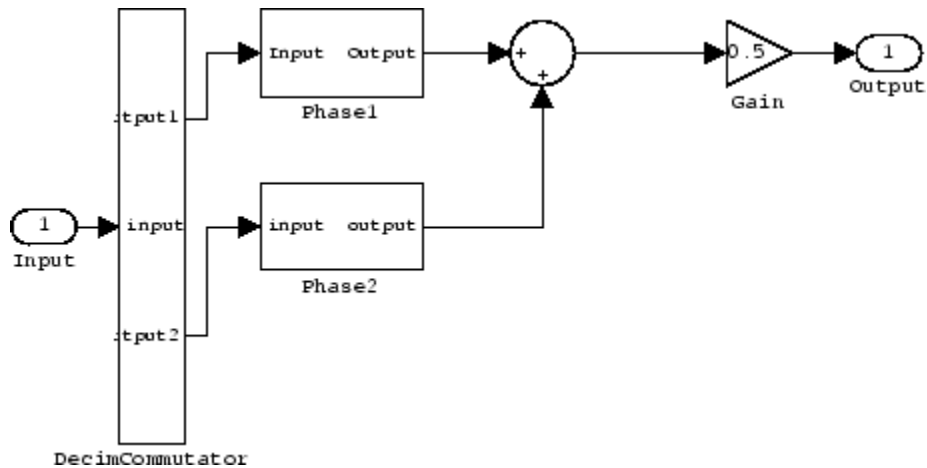 Input Output
Phase1
+
+
0.5
Gain
1
Output
tput1
1
Input
input
input output
Phase2
tput2
DecimCommutator